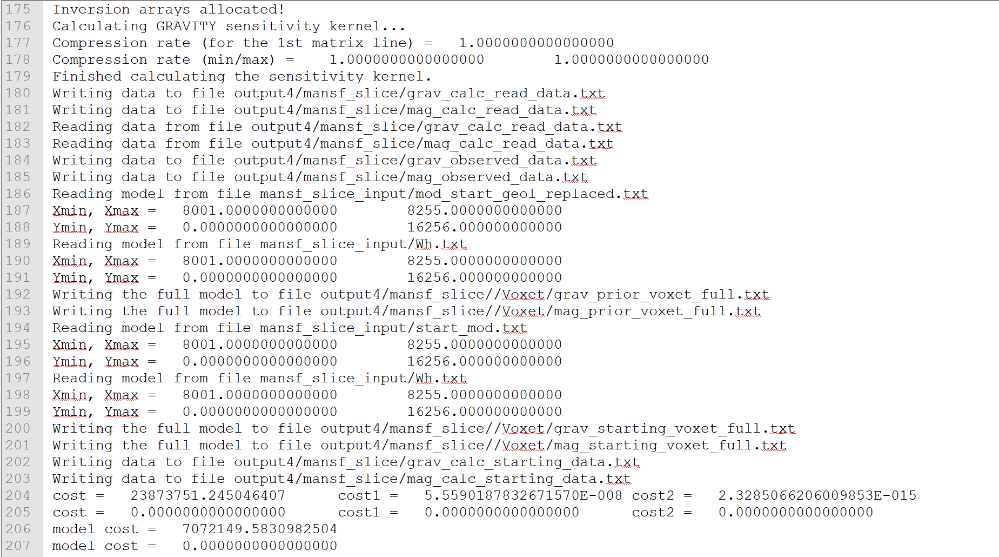 175 Inversion arrays allocated!
176 Calculating GRAVITY sensitivity kernel...
177 Compression rate (for the 1st matrix line) =   1.0000000000000000
178 Compression rate (min/max) =    1.0000000000000000        1.0000000000000000
179 Finished calculating the sensitivity kernel.
180 Writing data to file output4/mansf_slice/grav_calc_read_data.txt
181 Writing data to file output4/mansf_slice/mag_calc_read_data.txt
182 Reading data from file output4/mansf_slice/grav_calc_read_data.txt
183 Reading data from file output4/mansf_slice/mag_calc_read_data.txt
184 Writing data to file output4/mansf_slice/grav_observed_data.txt
185 Writing data to file output4/mansf_slice/mag_observed_data.txt
186 Reading model from file mansf_slice_input/mod_start_geol_replaced.txt
187 Xmin, Xmax =   8001.0000000000000        8255.0000000000000
188 Ymin, Ymax =   0.0000000000000000        16256.000000000000
189 Reading model from file mansf_slice_input/Wh.txt
190 Xmin, Xmax =   8001.0000000000000        8255.0000000000000
191 Ymin, Ymax =   0.0000000000000000        16256.000000000000
192 Writing the full model to file output4/mansf_slice//Voxet/grav_prior_voxet_full.txt
193 Writing the full model to file output4/mansf_slice//Voxet/mag_prior_voxet_full.txt
194 Reading model from file mansf_slice_input/start_mod.txt
195 Xmin, Xmax =   8001.0000000000000        8255.0000000000000
196 Ymin, Ymax =   0.0000000000000000        16256.000000000000
197 Reading model from file mansf_slice_input/Wh.txt
198 Xmin, Xmax =   8001.0000000000000        8255.0000000000000
199 Ymin, Ymax =   0.0000000000000000        16256.000000000000
200 Writing the full model to file output4/mansf_slice//Voxet/grav_starting_voxet_full.txt
201 Writing the full model to file output4/mansf_slice//Voxet/mag_starting_voxet_full.txt
202 Writing data to file output4/mansf_slice/grav_calc_starting_data.txt
203 Writing data to file output4/mansf_slice/mag_calc_starting_data.txt
204 cost =   23873751.245046407      cost1 =   5.5590187832671570E-008 cost2 =   2.3285066206009853E-015
205 cost =   0.0000000000000000      cost1 =   0.0000000000000000      cost2 =   0.0000000000000000
206 model cost =   7072149.5830982504
207 model cost =   0.0000000000000000